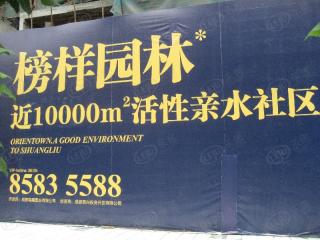 榜样园林*
近10000m²活性亲水社区
ORIENTOWN,A GOOD ENVIRONMENT
TO SHUANGLIU
8583 5588